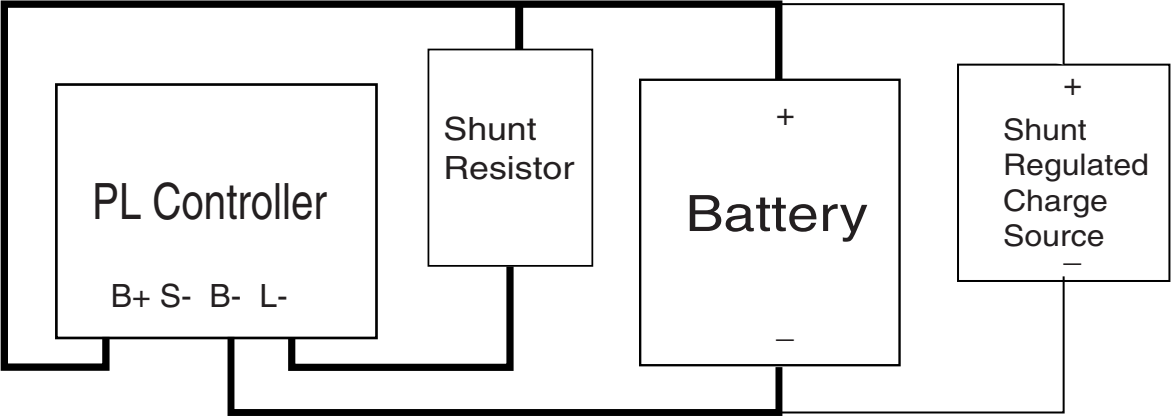 PL Controller
B+ S- B- L-
Shunt
Resistor
+
Battery
–
+
Shunt
Regulated
Charge
Source
–